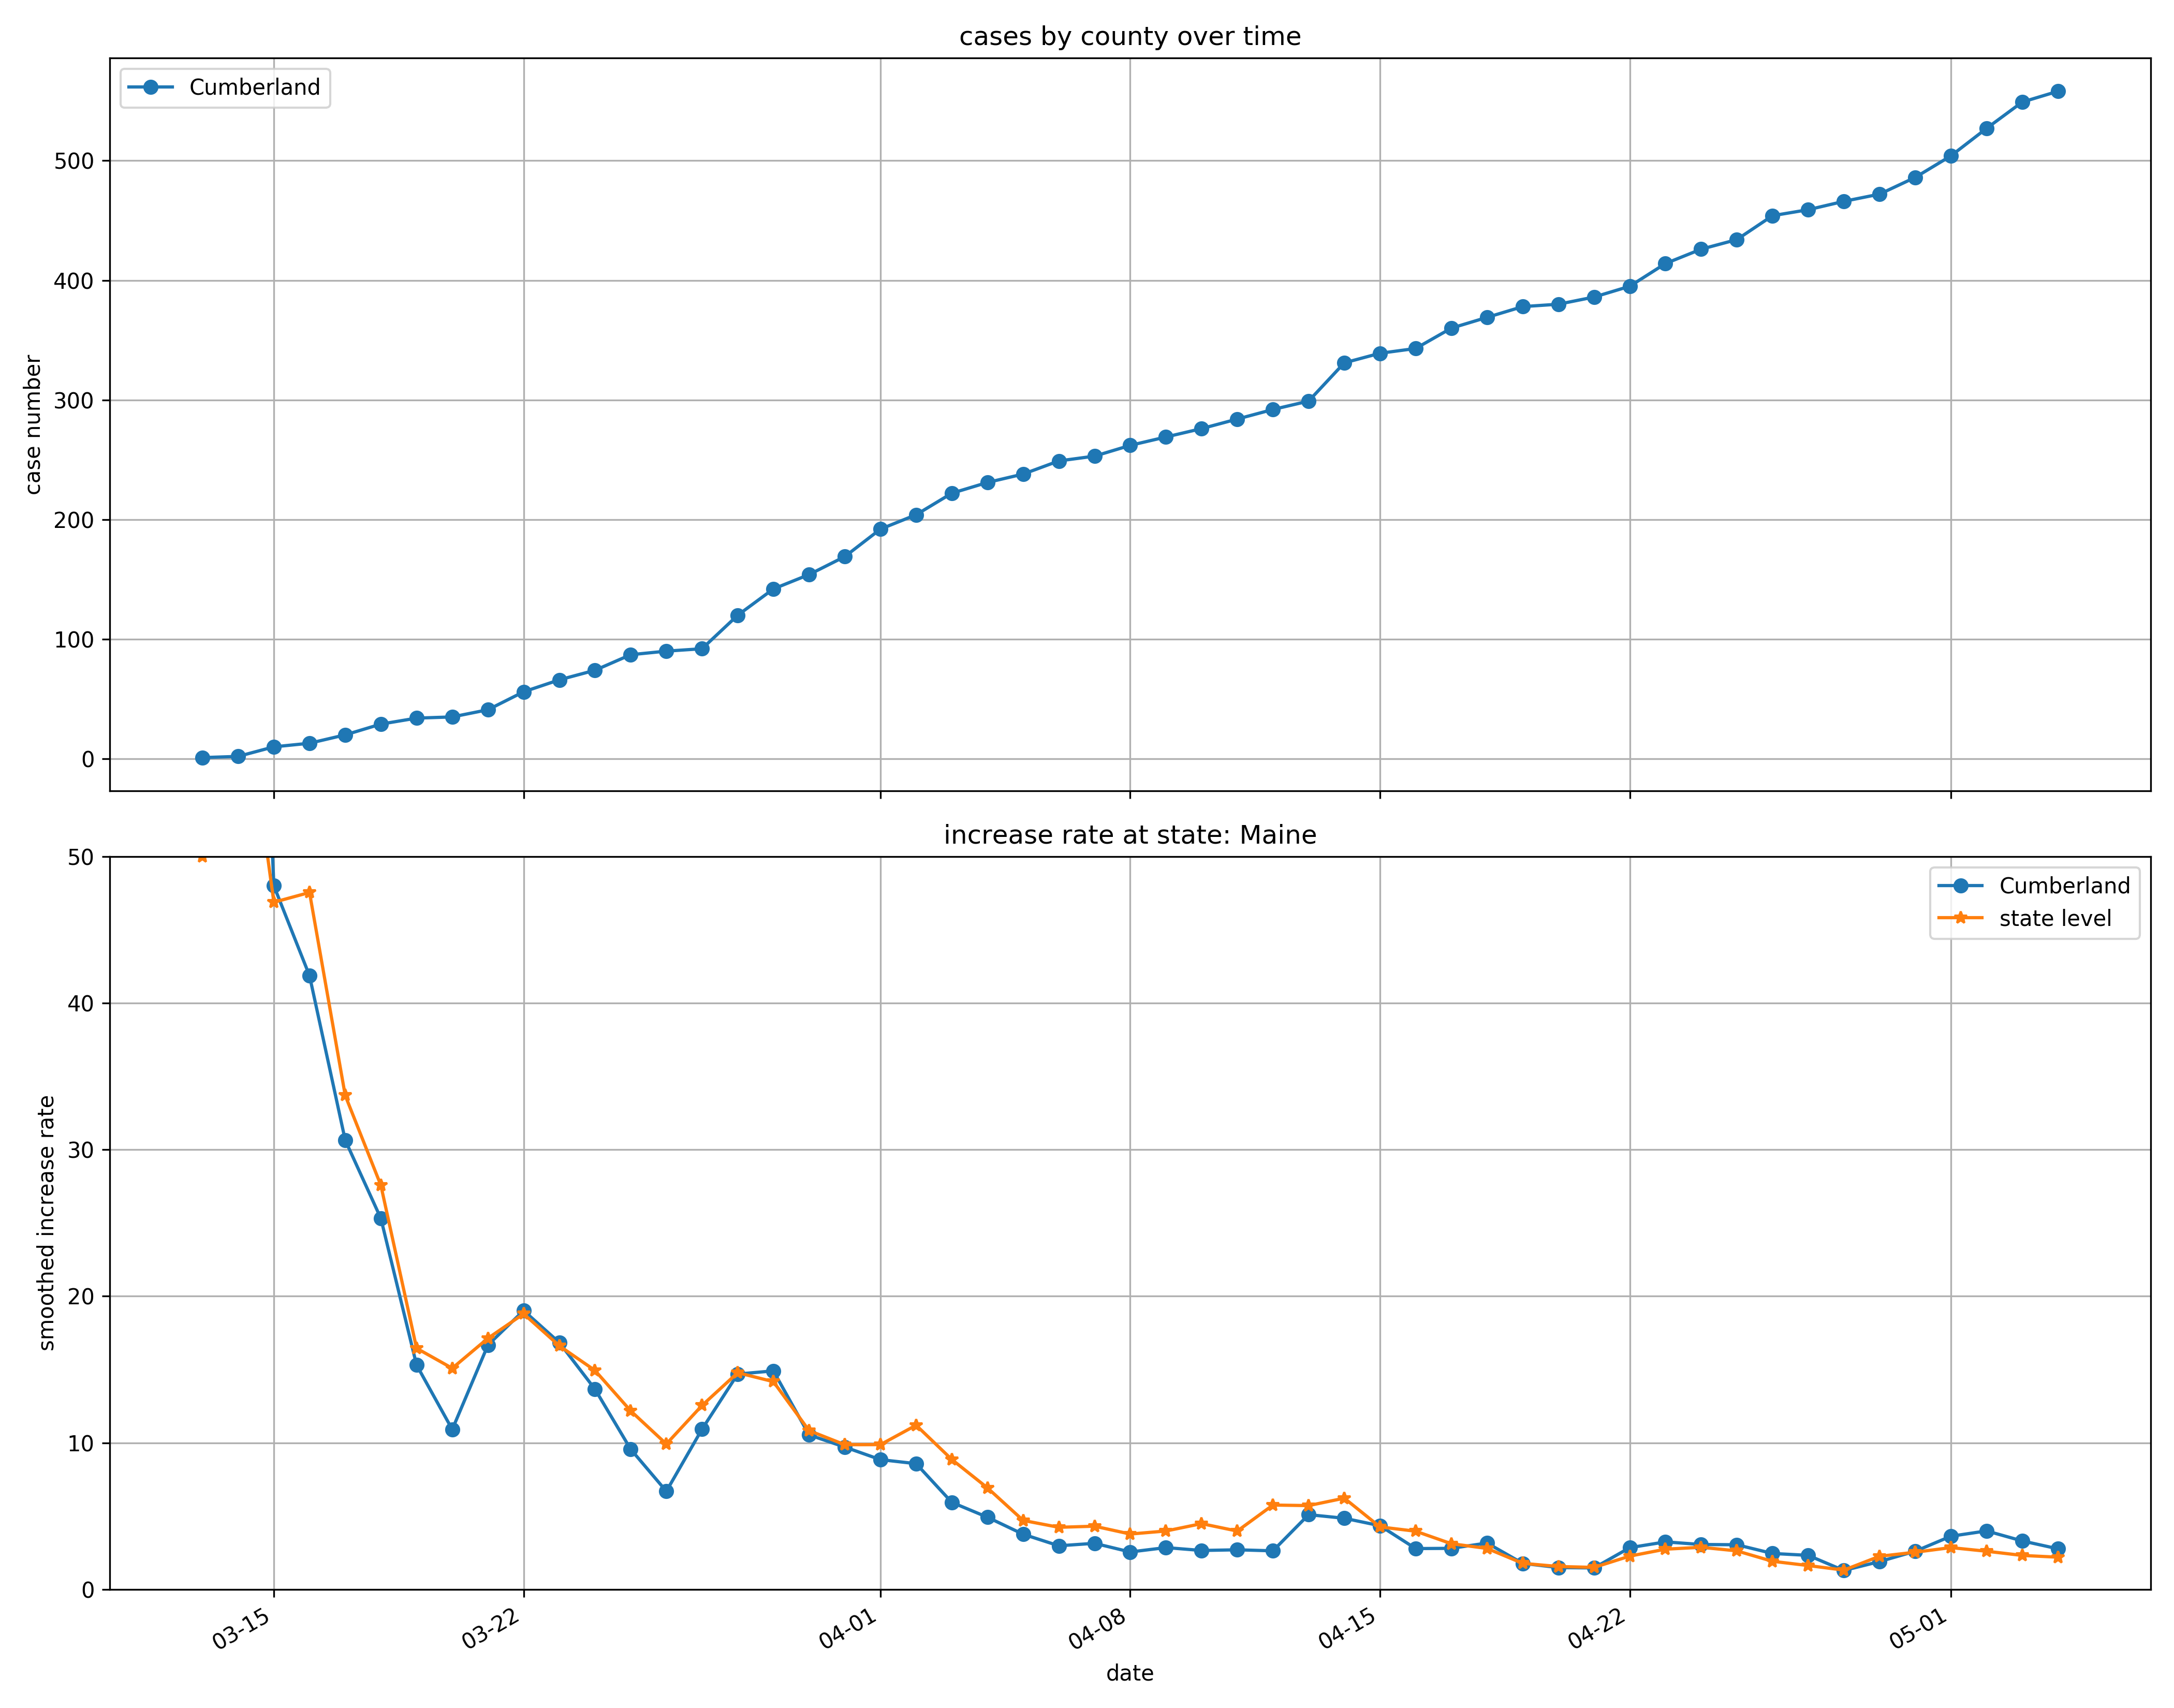 cases by county over time
Cumberland
500
400
300
200
100
0
case number
increase rate at state: Maine
Cumberland
state level
50
40
30
20
10
0
smoothed increase rate
03-15
03-22
04-01
04-08
04-15
04-22
05-01
date